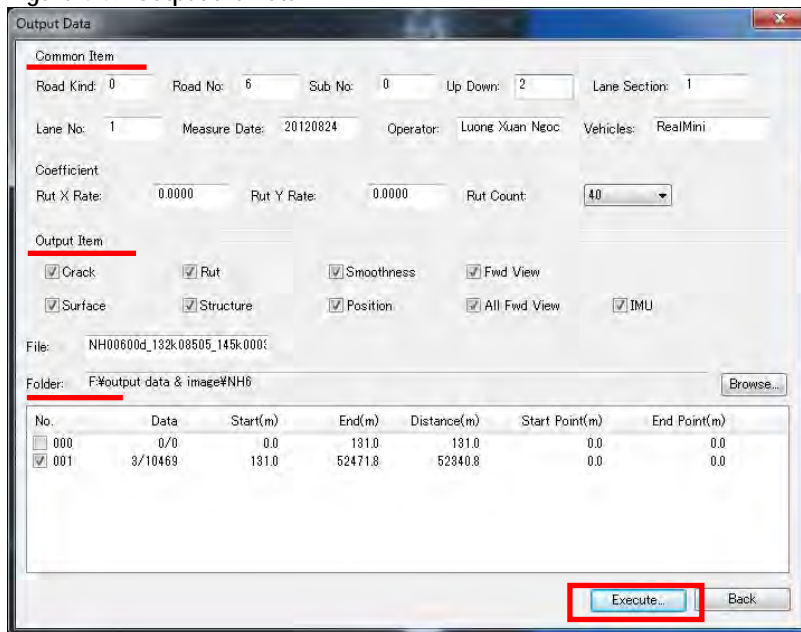 Output Data
Common Item
Road Kind: 0 Road No: 6 Sub No: 0 Up Down: 2 Lane Section: 1
Lane No: 1 Measure Date: 20120824 Operator: Luong Xuan Ngoc Vehicles: RealMini
Coefficient
Rut X Rate: 0.0000 Rut Y Rate: 0.0000 Rut Count: 40
Output Item
Crack Rut Smoothness Fwd View
Surface Structure Position All Fwd View IMU
File: NH00600d_132k08505_145k000
Folder: F:¥output data & image¥NH6 Browse...
No. Data Start(m) End(m) Distance(m) Start Point(m) End Point(m)
000 0/0 0.0 131.0 131.0 0.0 0.0
001 3/10469 131.0 52471.8 52340.8 0.0 0.0
Execute... Back